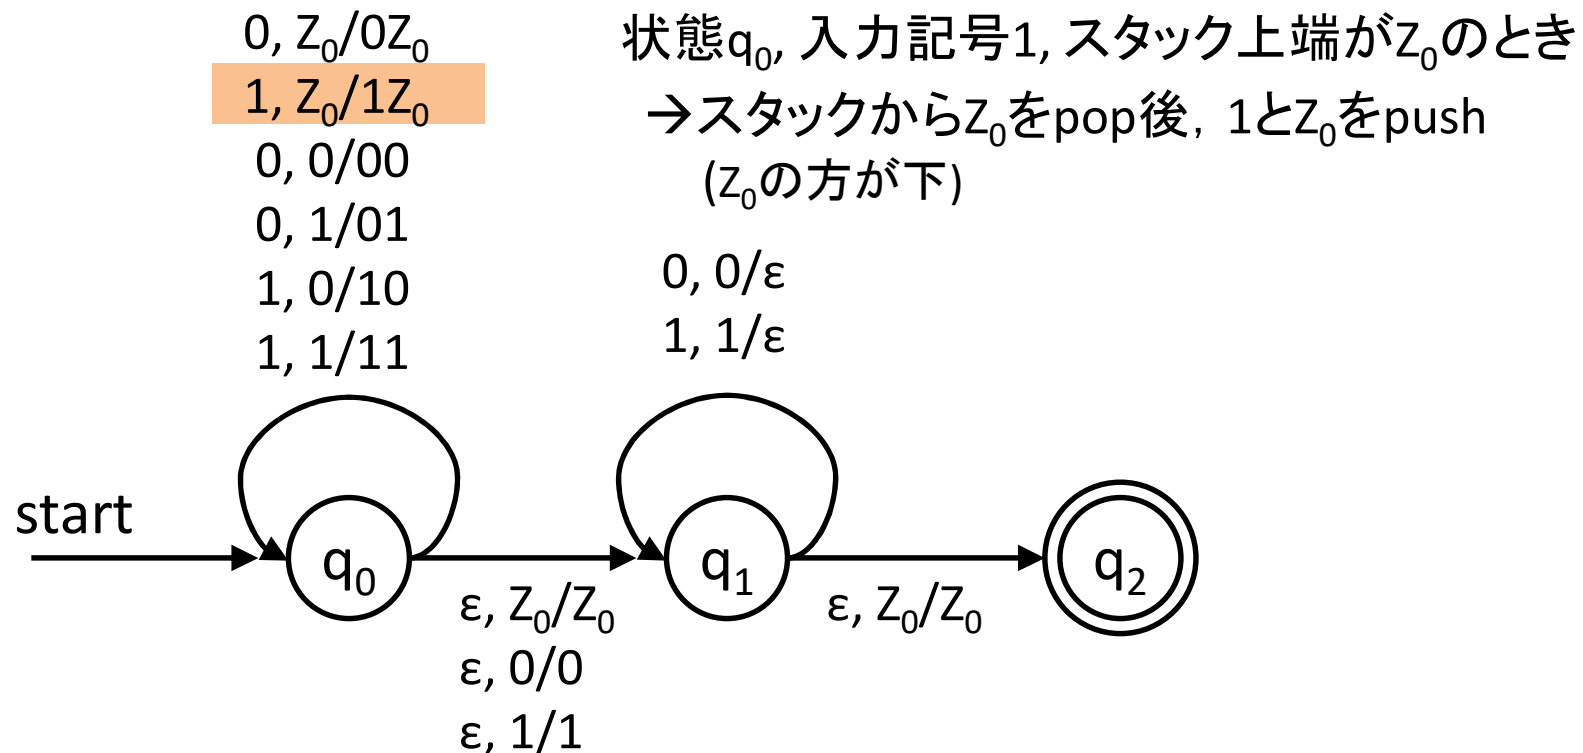 0, Z₀/0Z₀
1, Z₀/1Z₀
0, 0/00
0, 1/01
1, 0/10
1, 1/11
状態q₀, 入力記号1, スタック上端がZ₀のとき
→スタックからZ₀をpop後, 1とZ₀をpush
(Z₀の方が下)
0, 0/ε
1, 1/ε
start
q₀
q₁
q₂
ε, Z₀/Z₀
ε, 0/0
ε, 1/1
ε, Z₀/Z₀